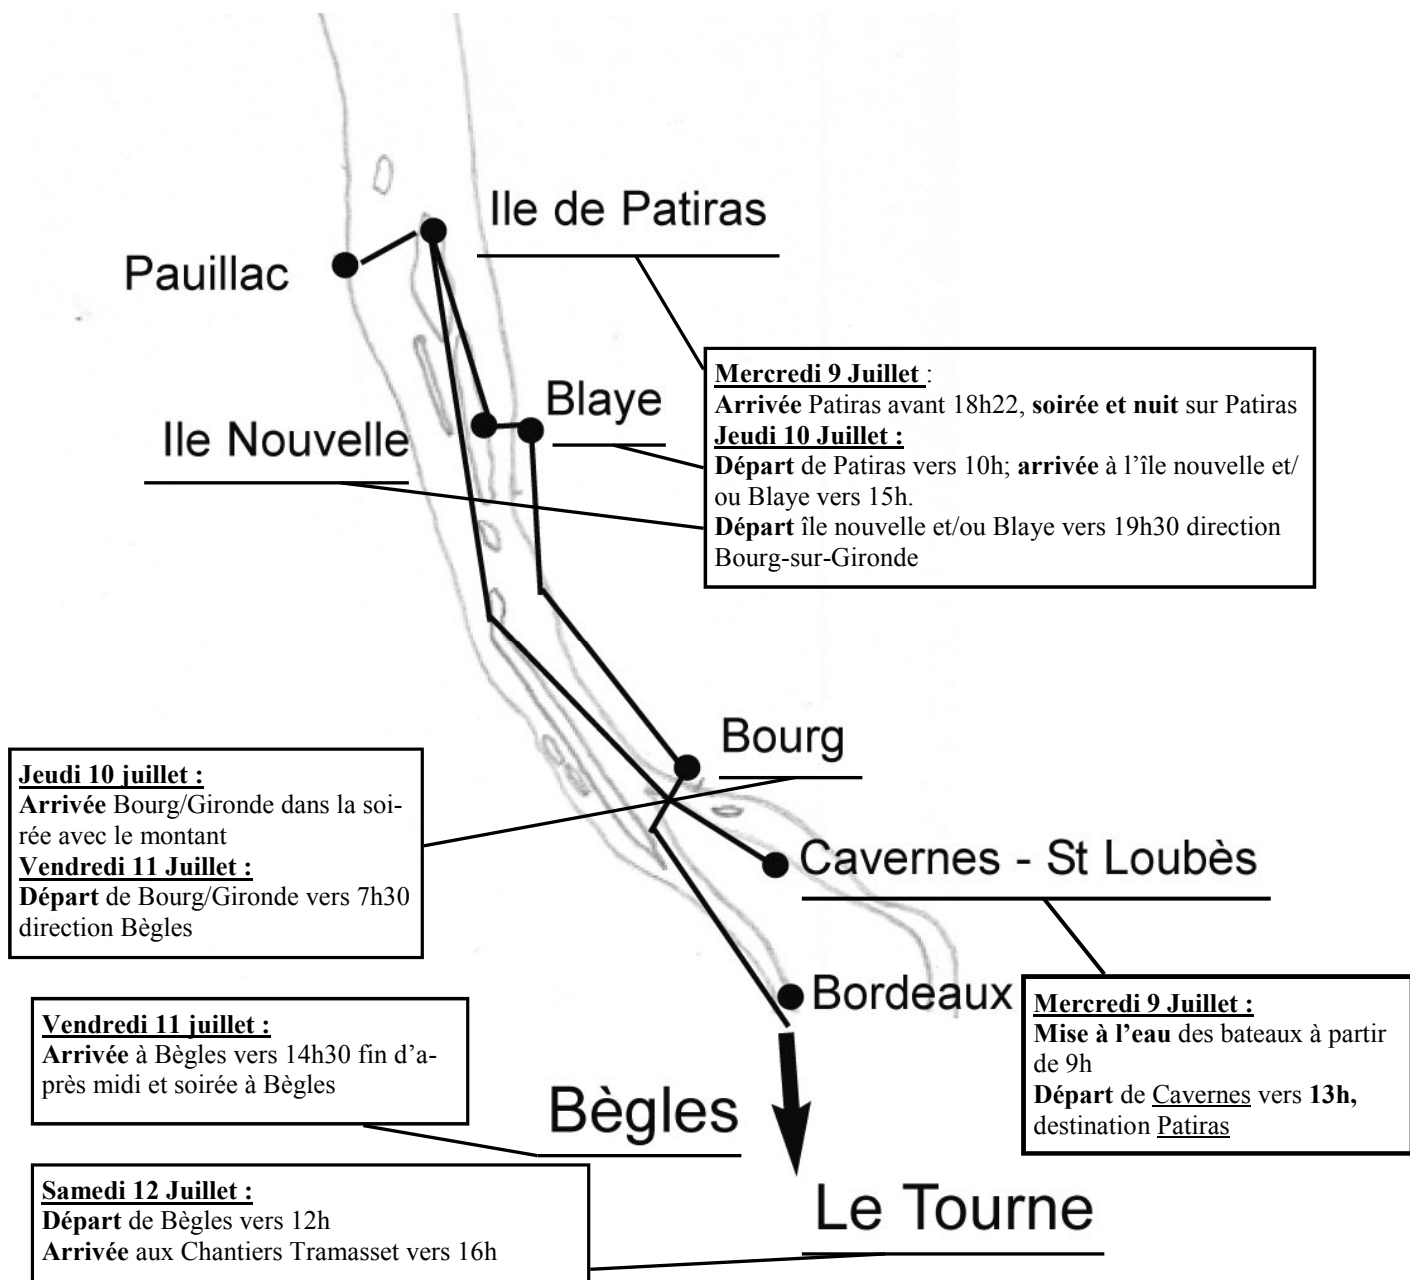 Ile de Patiras
Pauillac
Mercredi 9 Juillet :
Arrivée Patiras avant 18h22, soirée et nuit sur Patiras
Jeudi 10 Juillet :
Départ de Patiras vers 10h; arrivée à l’île nouvelle et/
ou Blaye vers 15h.
Départ île nouvelle et/ou Blaye vers 19h30 direction
Bourg-sur-Gironde
Blaye
Ile Nouvelle
Bourg
Jeudi 10 juillet :
Arrivée Bourg/Gironde dans la soi-
rée avec le montant
Vendredi 11 Juillet :
Départ de Bourg/Gironde vers 7h30
direction Bègles
Cavernes - St Loubès
Bordeaux
Mercredi 9 Juillet :
Mise à l’eau des bateaux à partir
de 9h
Départ de Cavernes vers 13h,
destination Patiras
Vendredi 11 juillet :
Arrivée à Bègles vers 14h30 fin d’a-
près midi et soirée à Bègles
Bègles
Samedi 12 Juillet :
Départ de Bègles vers 12h
Arrivée aux Chantiers Tramasset vers 16h
Le Tourne